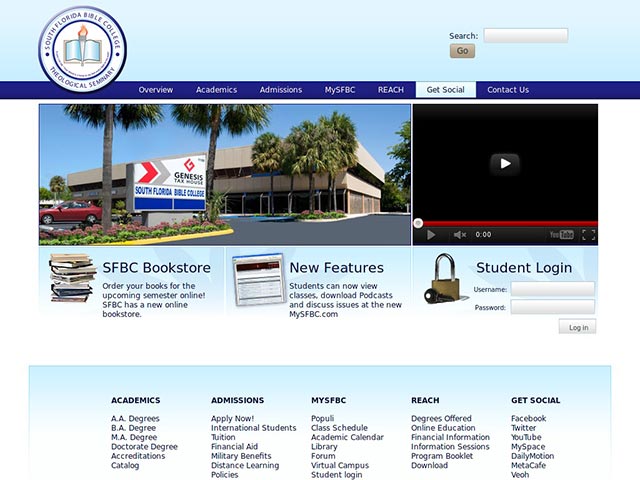 SOUTH FLORIDA BIBLE COLLEGE
THEOLOGICAL SEMINARY
Search:
Go
Overview
Academics
Admissions
MySFBC
REACH
Get Social
Contact Us
GENESIS
TAX HOUSE
SOUTH FLORIDA BIBLE COLLEGE
0:00
YouTube
SFBC Bookstore
Order your books for the
upcoming semester online!
SFBC has a new online
bookstore.
New Features
Students can now view
classes, download Podcasts
and discuss issues at the new
MySFBC.com
Student Login
Username:
Password:
Log in
ACADEMICS
A.A. Degrees
B.A. Degree
M.A. Degree
Doctorate Degree
Accreditations
Catalog
ADMISSIONS
Apply Now!
International Students
Tuition
Financial Aid
Military Benefits
Distance Learning
Policies
MYSFBC
Populi
Class Schedule
Academic Calendar
Library
Forum
Virtual Campus
Student login
REACH
Degrees Offered
Online Education
Financial Information
Information Sessions
Program Booklet
Download
GET SOCIAL
Facebook
Twitter
YouTube
MySpace
DailyMotion
MetaCafe
Veoh